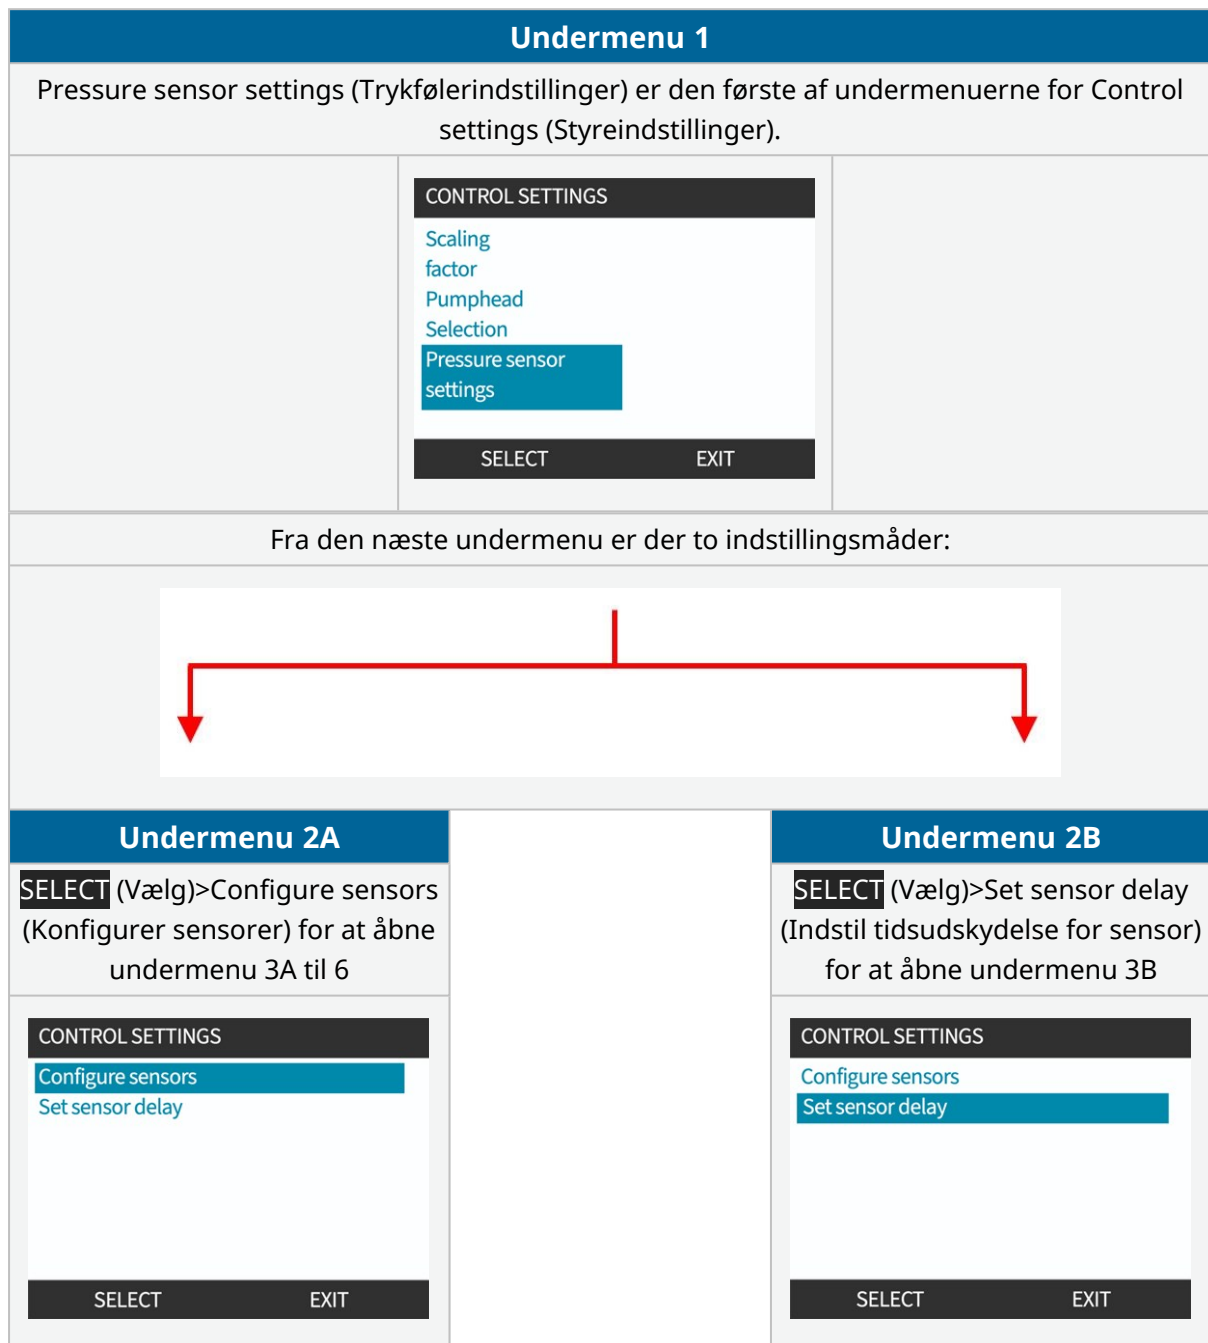 Undermenu 1
Pressure sensor settings (Trykfølerindstillinger) er den første af undermenuerne for Control
settings (Styreindstillinger).
CONTROL SETTINGS
Scaling
factor
Pumphead
Selection
Pressure sensor
settings
SELECT EXIT
Fra den næste undermenu er der to indstillingsmåder:
Undermenu 2A
SELECT (Vælg)>Configure sensors
(Konfigurer sensorer) for at åbne
undermenu 3A til 6
CONTROL SETTINGS
Configure sensors
Set sensor delay
SELECT EXIT
Undermenu 2B
SELECT (Vælg)>Set sensor delay
(Indstil tidsudskydelse for sensor)
for at åbne undermenu 3B
CONTROL SETTINGS
Configure sensors
Set sensor delay
SELECT EXIT